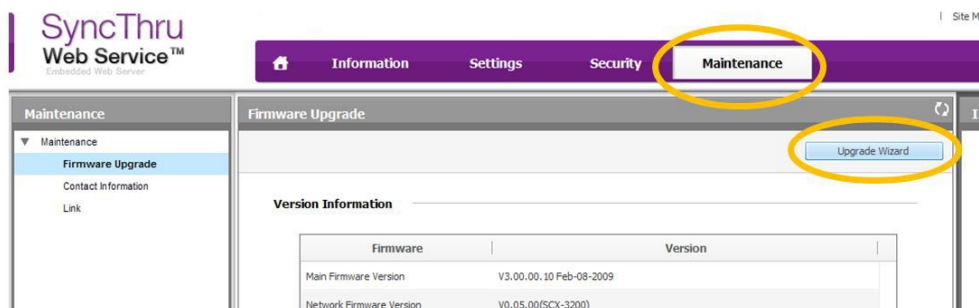 SyncThru
Web Service™
Embedded Web Server
Site M
Information Settings Security Maintenance
Maintenance
Maintenance
Firmware Upgrade
Contact Information
Link
Firmware Upgrade
Upgrade Wizard
Version Information
Firmware Version
Main Firmware Version V3.00.00.10 Feb-08-2009
Network Firmware Version V0.05.00(SCX-3200)